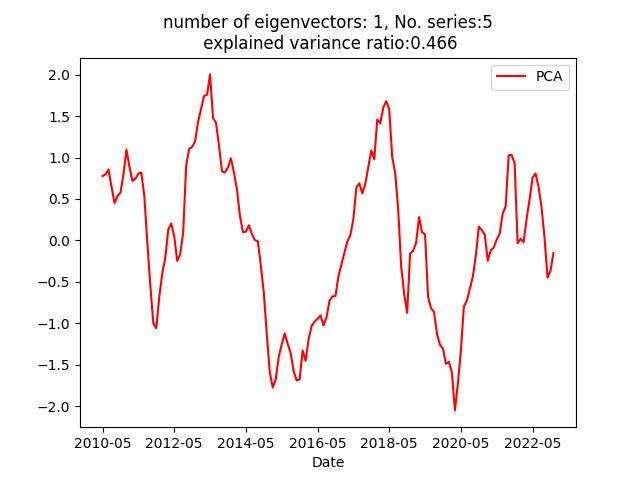 number of eigenvectors: 1, No. series:5
explained variance ratio:0.466
PCA
2.0
1.5
1.0
0.5
0.0
−0.5
−1.0
−1.5
−2.0
2010-05 2012-05 2014-05 2016-05 2018-05 2020-05 2022-05
Date